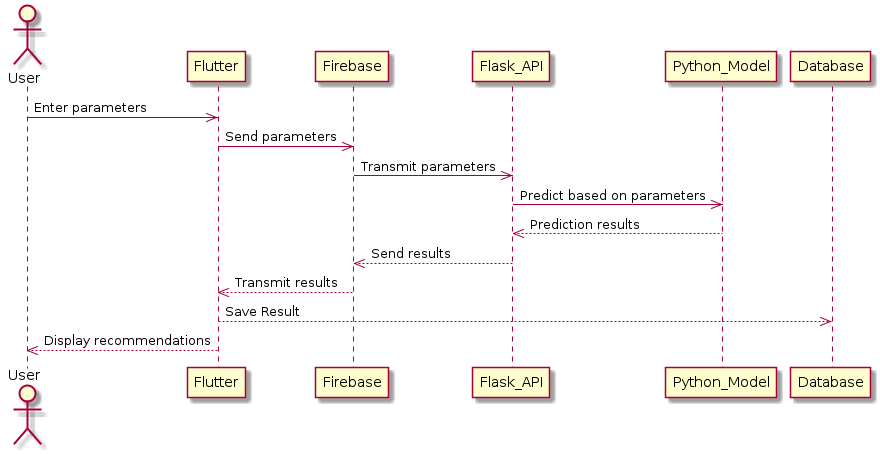 User
Flutter
Firebase
Flask_API
Python_Model
Database
Enter parameters
Send parameters
Transmit parameters
Predict based on parameters
Prediction results
Send results
Transmit results
Save Result
Display recommendations
User
Flutter
Firebase
Flask_API
Python_Model
Database